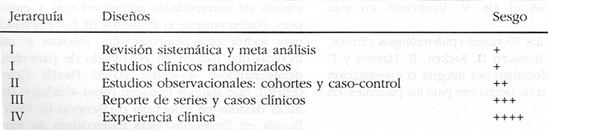 Jerarquía Diseños Sesgo
I Revisión sistemática y meta análisis +
I Estudios clínicos randomizados +
II Estudios observacionales: cohortes y caso-control ++
III Reporte de series y casos clínicos +++
IV Experiencia clínica ++++